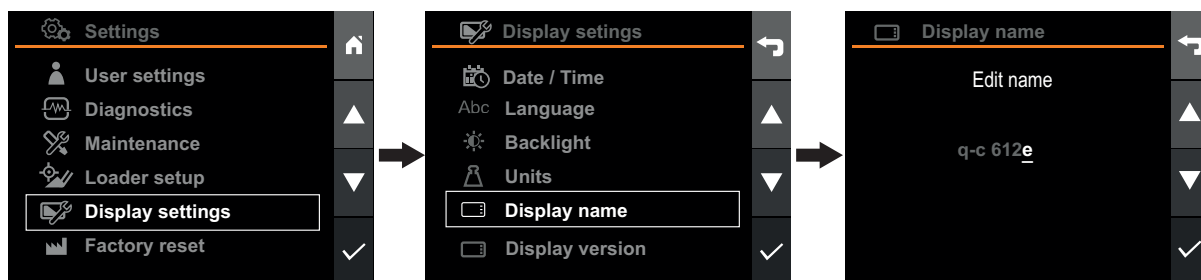 Settings
User settings
Diagnostics
Maintenance
Loader setup
Display settings
Factory reset
Display setings
Date / Time
Abc Language
Backlight
Units
Display name
Display version
Display name
Edit name
q-c 612e